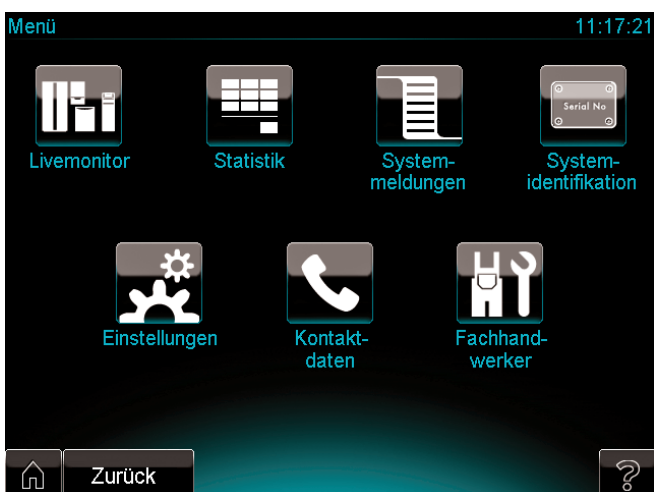 Menü 11:17:21
Serial No
Livemonitor Statistik System- System-
meldungen identifikation
Einstellungen Kontakt- Fachhand-
daten werker
Zurück
?